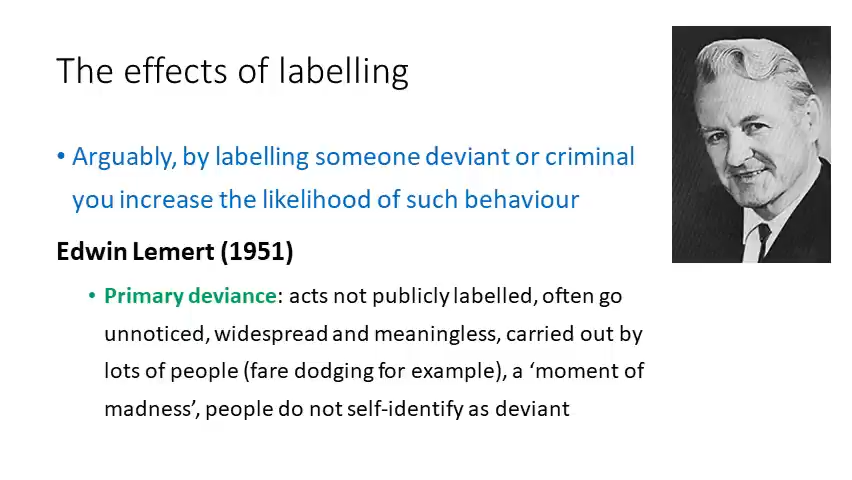 The effects of labelling
• Arguably, by labelling someone deviant or criminal
you increase the likelihood of such behaviour
Edwin Lemert (1951)
• Primary deviance: acts not publicly labelled, often go
unnoticed, widespread and meaningless, carried out by
lots of people (fare dodging for example), a ‘moment of
madness’, people do not self-identify as deviant